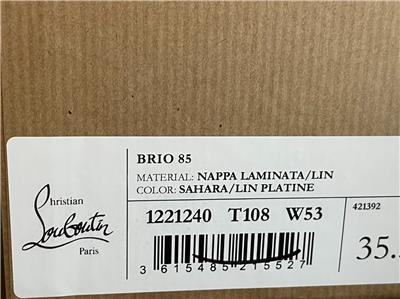 BRIO 85
MATERIAL: NAPPA LAMINATA/LIN
COLOR: SAHARA/LIN PLATINE
Christian
Louboutin
Paris
1221240 T108 W53
421392
35.
3 615485 215527